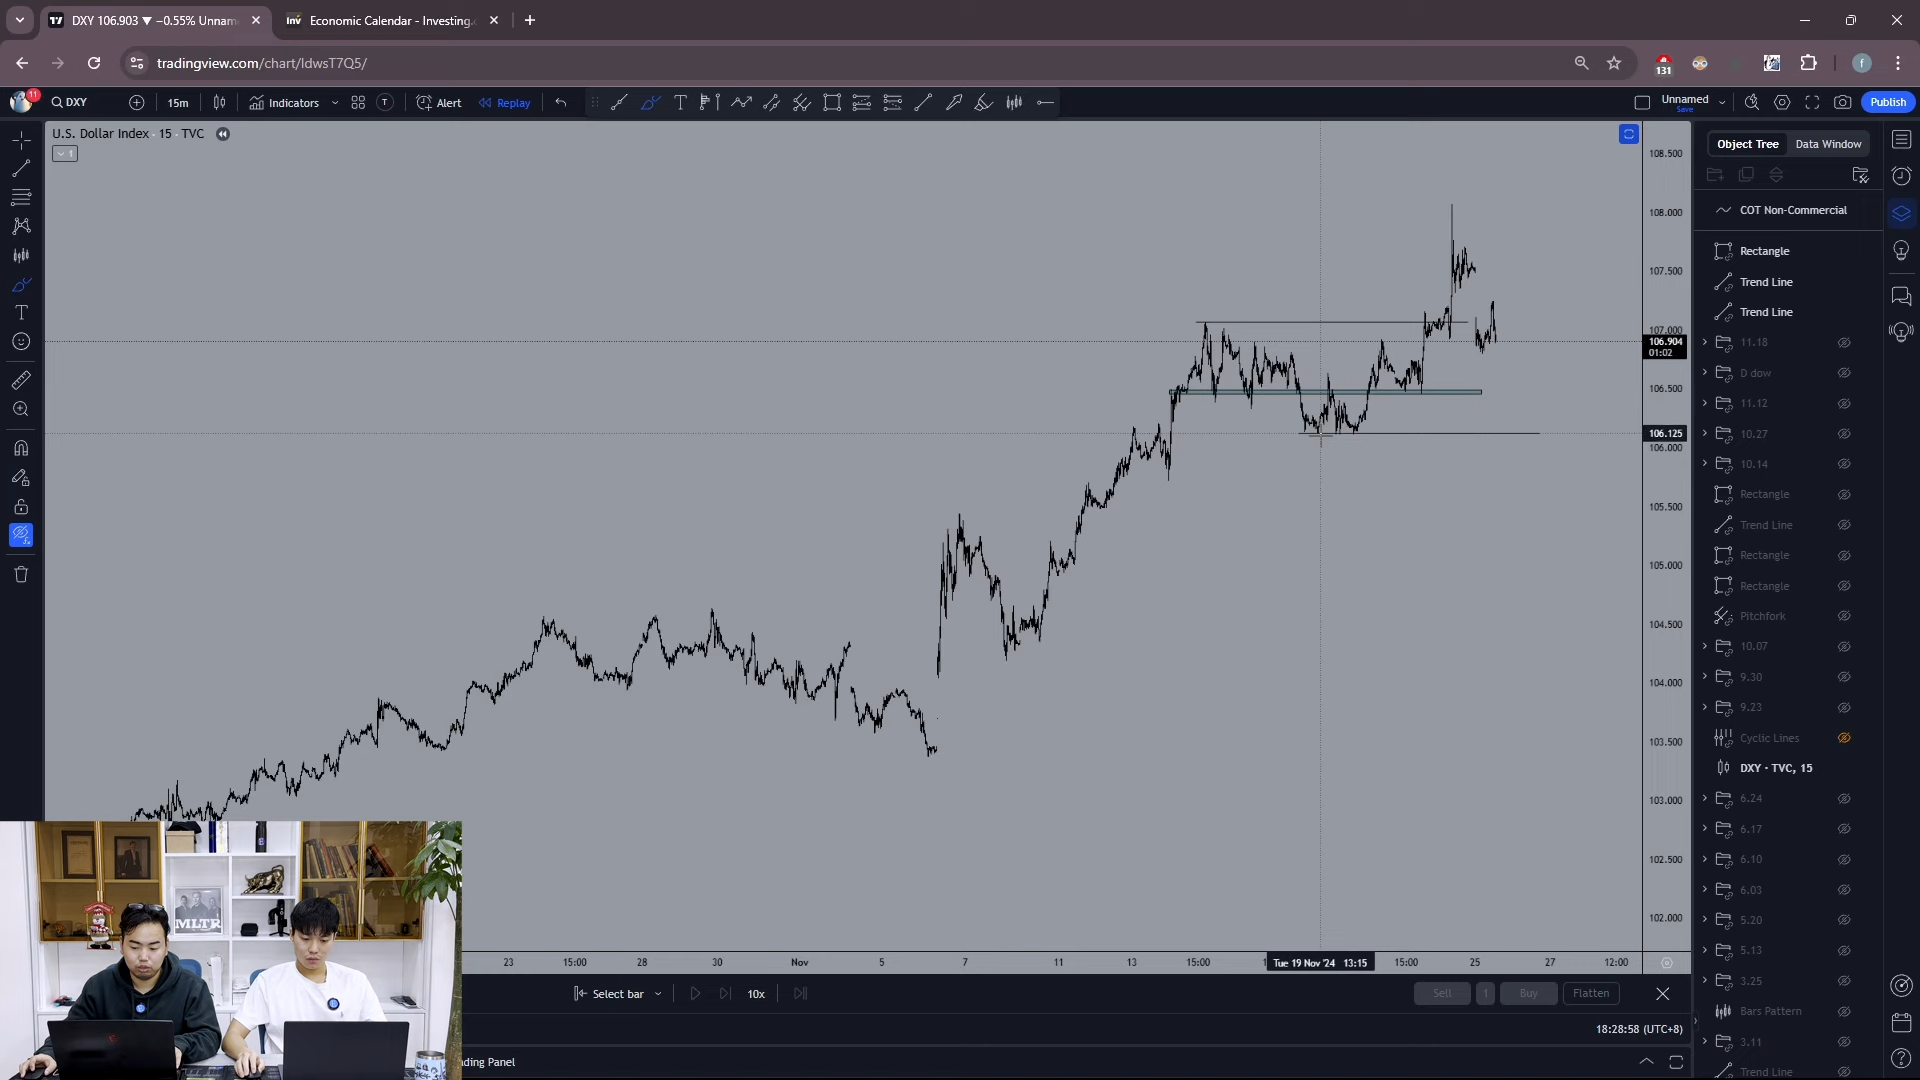 DXY 106.903 ▼ −0.55% Unnam
Economic Calendar - Investing.
tradingview.com/chart/IdwsT7Q5/
131
f
11
DXY
15m
Indicators
Alert
Replay
Unnamed
Save
Publish
U.S. Dollar Index · 15 · TVC
1
108.500
108.000
107.500
107.000
106.904
01:02
106.500
106.125
106.000
105.500
105.000
104.500
104.000
103.500
103.000
102.500
102.000
Object Tree
Data Window
COT Non-Commercial
Rectangle
Trend Line
Trend Line
11.18
D dow
11.12
10.27
10.14
Rectangle
Trend Line
Rectangle
Rectangle
Pitchfork
10.07
9.30
9.23
Cyclic Lines
DXY · TVC, 15
6.24
6.17
6.10
6.03
5.20
5.13
3.25
Bars Pattern
3.11
Trend Line
MLTR
23
15:00
28
30
Nov
5
7
11
13
15:00
Tue 19 Nov '24 13:15
15:00
25
27
12:00
Select bar
10x
Sell
1
Buy
Flatten
18:28:58 (UTC+8)
ding Panel